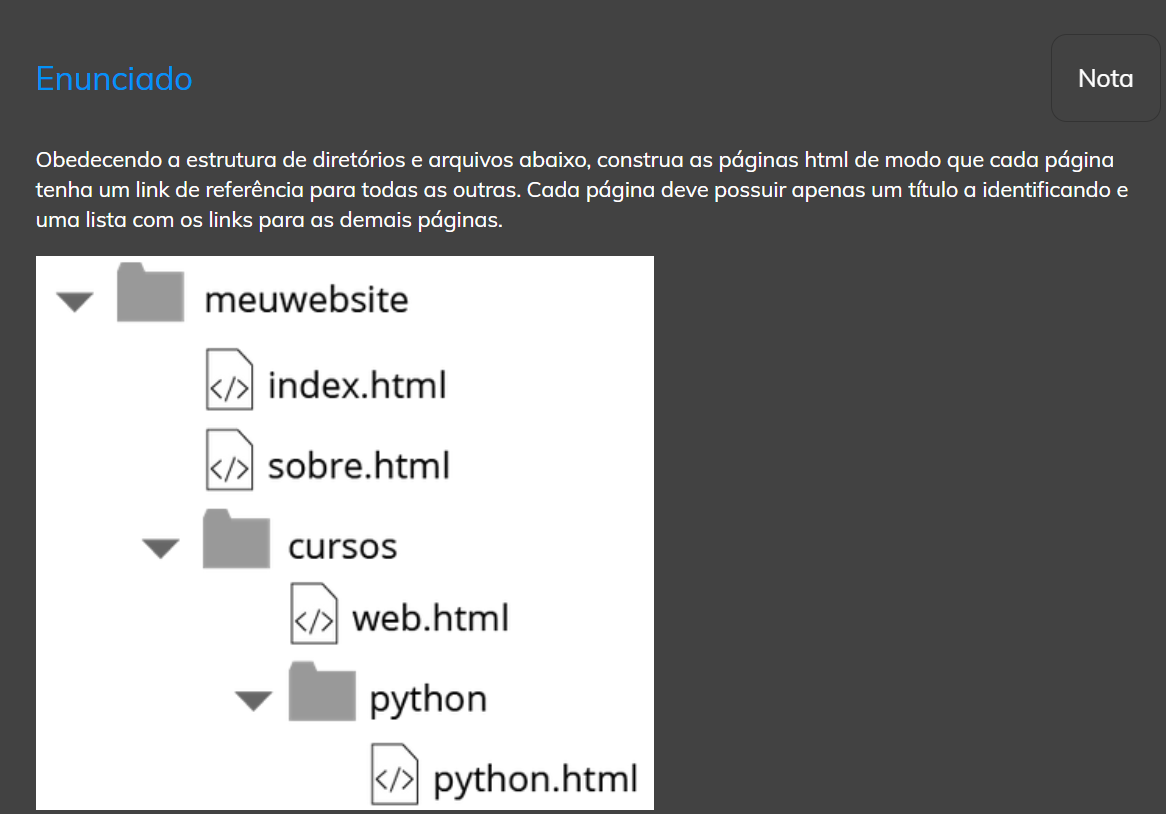 Enunciado
Nota
Obedecendo a estrutura de diretórios e arquivos abaixo, construa as páginas html de modo que cada página
tenha um link de referência para todas as outras. Cada página deve possuir apenas um título a identificando e
uma lista com os links para as demais páginas.
meuwebsite
</> index.html
</> sobre.html
cursos
</> web.html
python
</> python.html